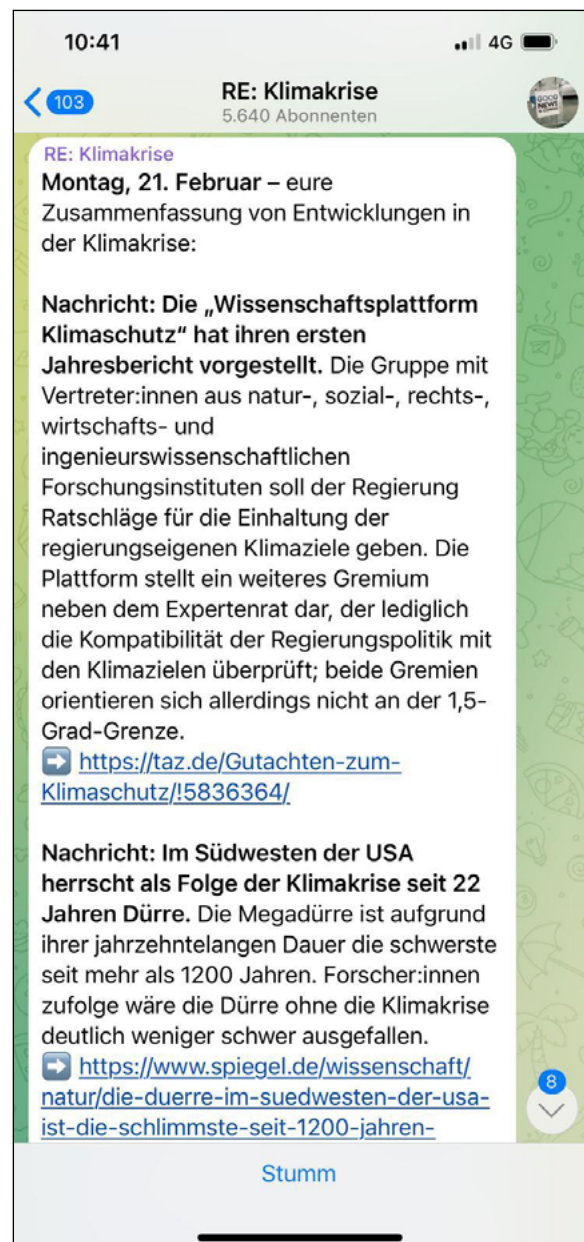 10:41
4G
103
RE: Klimakrise
5.640 Abonnenten
GOOD
NEWS
RE: Klimakrise
Montag, 21. Februar – eure
Zusammenfassung von Entwicklungen in
der Klimakrise:
Nachricht: Die „Wissenschaftsplattform
Klimaschutz“ hat ihren ersten
Jahresbericht vorgestellt. Die Gruppe mit
Vertreter:innen aus natur-, sozial-, rechts-,
wirtschafts- und
ingenieurswissenschaftlichen
Forschungsinstituten soll der Regierung
Ratschläge für die Einhaltung der
regierungseigenen Klimaziele geben. Die
Plattform stellt ein weiteres Gremium
neben dem Expertenrat dar, der lediglich
die Kompatibilität der Regierungspolitik mit
den Klimazielen überprüft; beide Gremien
orientieren sich allerdings nicht an der 1,5-
Grad-Grenze.
➡️ https://taz.de/Gutachten-zum-
Klimaschutz/!5836364/
Nachricht: Im Südwesten der USA
herrscht als Folge der Klimakrise seit 22
Jahren Dürre. Die Megadürre ist aufgrund
ihrer jahrzehntelangen Dauer die schwerste
seit mehr als 1200 Jahren. Forscher:innen
zufolge wäre die Dürre ohne die Klimakrise
deutlich weniger schwer ausgefallen.
➡️ https://www.spiegel.de/wissenschaft/
natur/die-duerre-im-suedwesten-der-usa-
ist-die-schlimmste-seit-1200-jahren-
8
Stumm